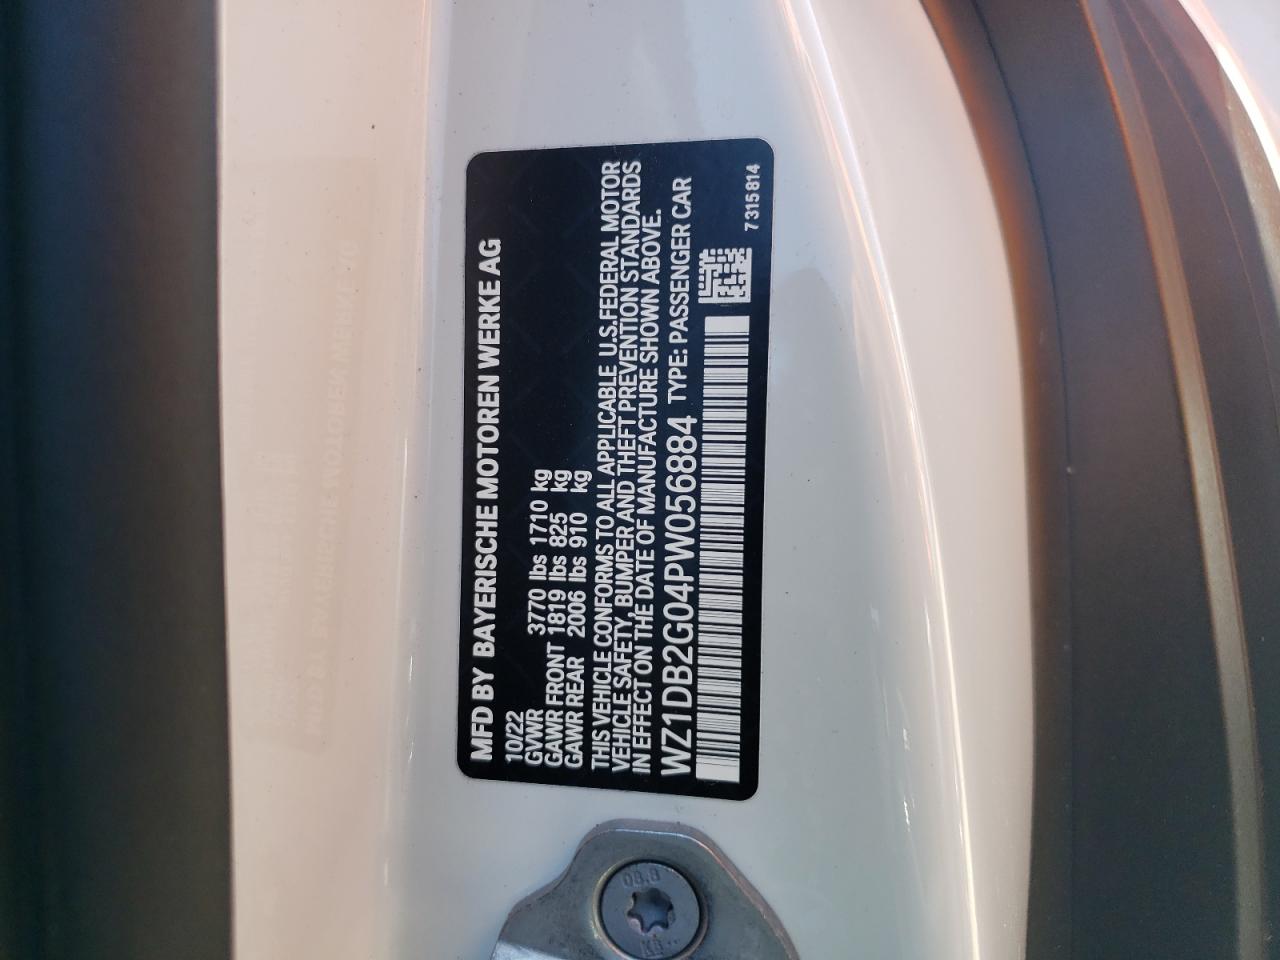 MFD BY BAYERISCHE MOTOREN WERKE AG
10/22
GVWR 3770 lbs 1710 kg
GAWR FRONT 1819 lbs 825 kg
GAWR REAR 2006 lbs 910 kg
THIS VEHICLE CONFORMS TO ALL APPLICABLE U.S.FEDERAL MOTOR
VEHICLE SAFETY, BUMPER AND THEFT PREVENTION STANDARDS
IN EFFECT ON THE DATE OF MANUFACTURE SHOWN ABOVE.
WZ1DB2G04PW056884 TYPE: PASSENGER CAR
7315814
08.8